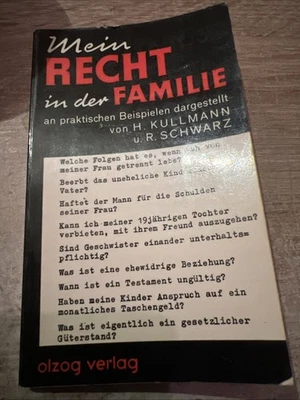 Mein
RECHT
in der FAMILIE
an praktischen Beispielen dargestellt
von H. KULLMANN
u. R. SCHWARZ
Welche Folgen hat es, wenn ich von
meiner Frau getrennt lebe?
Beerbt das uneheliche Kind
Vater?
Haftet der Mann für die Schulden
seiner Frau?
Kann ich meiner 19jährigen Tochter
verbieten, mit ihrem Freund auszugehen?
Sind Geschwister einander unterhalts=
pflichtig?
Was ist eine ehewidrige Beziehung?
Wann ist ein Testament ungültig?
Haben meine Kinder Anspruch auf ein
monatliches Taschengeld?
Was ist eigentlich ein gesetzlicher
Güterstand?
olzog verlag